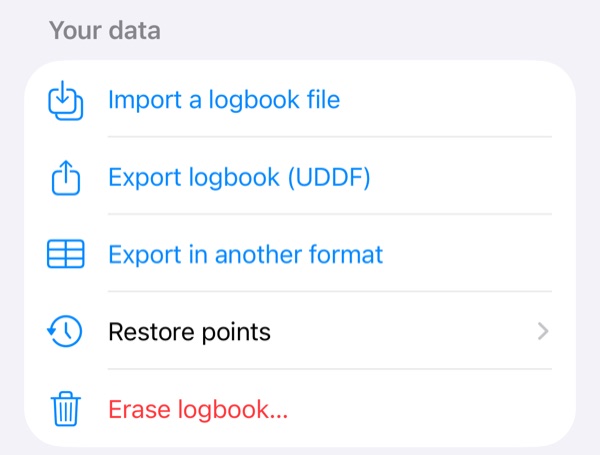 Your data
Import a logbook file
Export logbook (UDDF)
Export in another format
Restore points
Erase logbook...